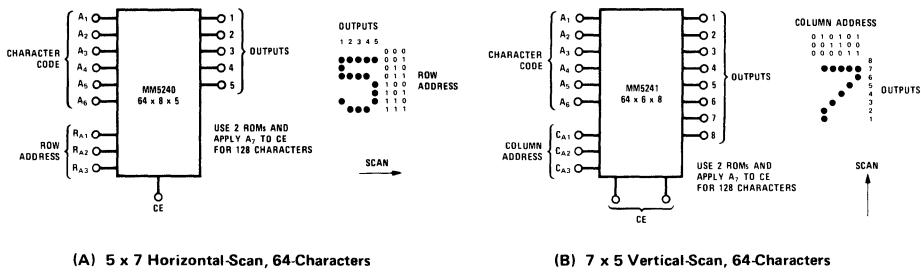 CHARACTER
CODE
A1
A2
A3
A4
A5
A6
ROW
ADDRESS
RA1
RA2
RA3
MM5240
64 x 8 x 5
CE
1
2
3
4
5
OUTPUTS
USE 2 ROMs AND
APPLY A7 TO CE
FOR 128 CHARACTERS
OUTPUTS
1 2 3 4 5
0 0 0
0 0 1
0 1 0
0 1 1
1 0 0
1 0 1
1 1 0
1 1 1
ROW
ADDRESS
SCAN
(A) 5 x 7 Horizontal-Scan, 64-Characters
CHARACTER
CODE
A1
A2
A3
A4
A5
A6
COLUMN
ADDRESS
CA1
CA2
CA3
MM5241
64 x 6 x 8
CE
1
2
3
4
5
6
7
8
OUTPUTS
USE 2 ROMs AND
APPLY A7 TO CE
FOR 128 CHARACTERS
COLUMN ADDRESS
0 1 0 1 0 1
0 0 1 1 0 0
0 0 0 0 1 1
8
7
6
5
4
3
2
1
OUTPUTS
SCAN
(B) 7 x 5 Vertical-Scan, 64-Characters